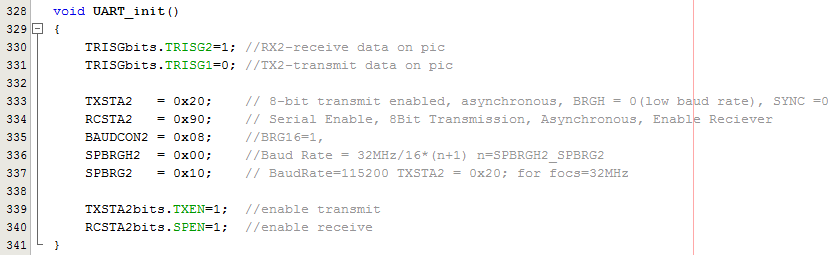 328 void UART_init()
329 {
330 TRISGbits.TRISG2=1; //RX2-receive data on pic
331 TRISGbits.TRISG1=0; //TX2-transmit data on pic
332
333 TXSTA2 = 0x20; // 8-bit transmit enabled, asynchronous, BRGH = 0(low baud rate), SYNC =0
334 RCSTA2 = 0x90; // Serial Enable, 8Bit Transmission, Asynchronous, Enable Reciever
335 BAUDCON2 = 0x08; //BRG16=1,
336 SPBRGH2 = 0x00; //Baud Rate = 32MHz/16*(n+1) n=SPBRGH2_SPBRG2
337 SPBRG2 = 0x10; // BaudRate=115200 TXSTA2 = 0x20; for focs=32MHz
338
339 TXSTA2bits.TXEN=1; //enable transmit
340 RCSTA2bits.SPEN=1; //enable receive
341 }